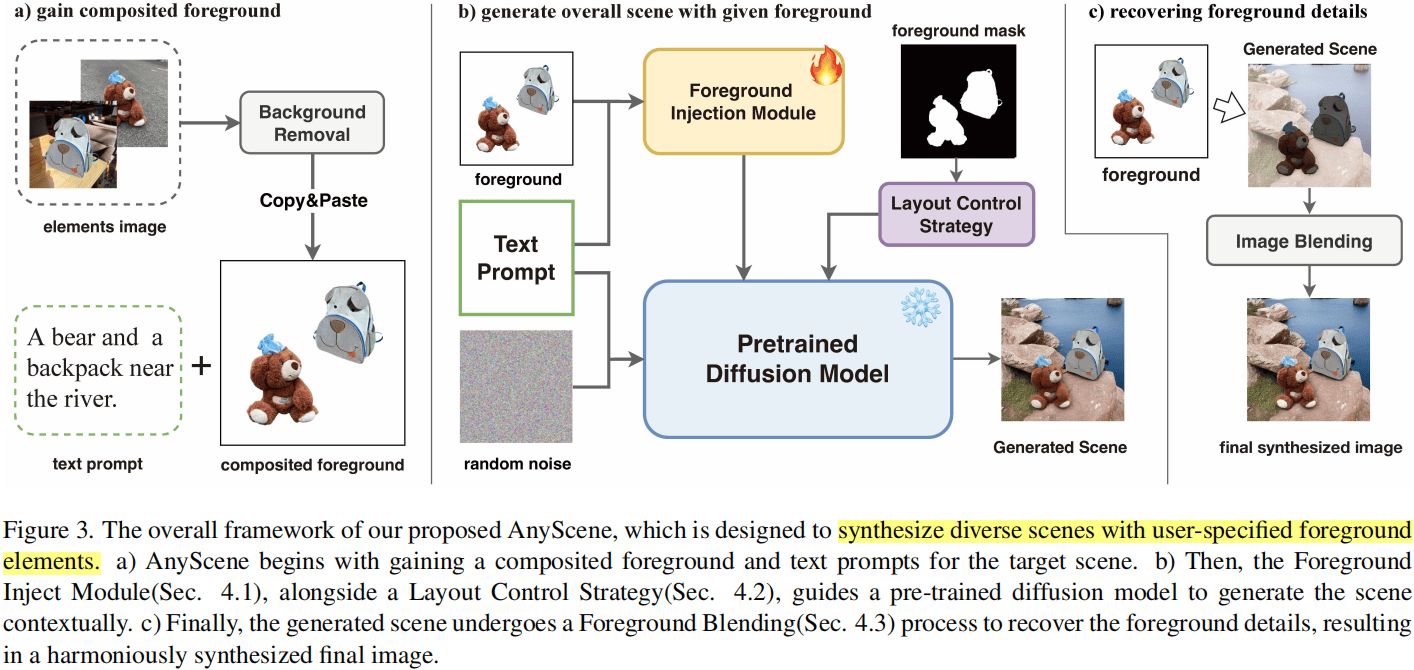 a) gain composited foreground
Background
Removal
Copy&Paste
elements image
A bear and a
backpack near
the river.
+
text prompt
composited foreground
b) generate overall scene with given foreground
foreground
Foreground
Injection Module
foreground mask
Layout Control
Strategy
Text
Prompt
random noise
Pretrained
Diffusion Model
Generated Scene
c) recovering foreground details
Generated Scene
foreground
Image Blending
final synthesized image
Figure 3. The overall framework of our proposed AnyScene, which is designed to synthesize diverse scenes with user-specified foreground
elements. a) AnyScene begins with gaining a composited foreground and text prompts for the target scene. b) Then, the Foreground
Inject Module(Sec. 4.1), alongside a Layout Control Strategy(Sec. 4.2), guides a pre-trained diffusion model to generate the scene
contextually. c) Finally, the generated scene undergoes a Foreground Blending(Sec. 4.3) process to recover the foreground details, resulting
in a harmoniously synthesized final image.